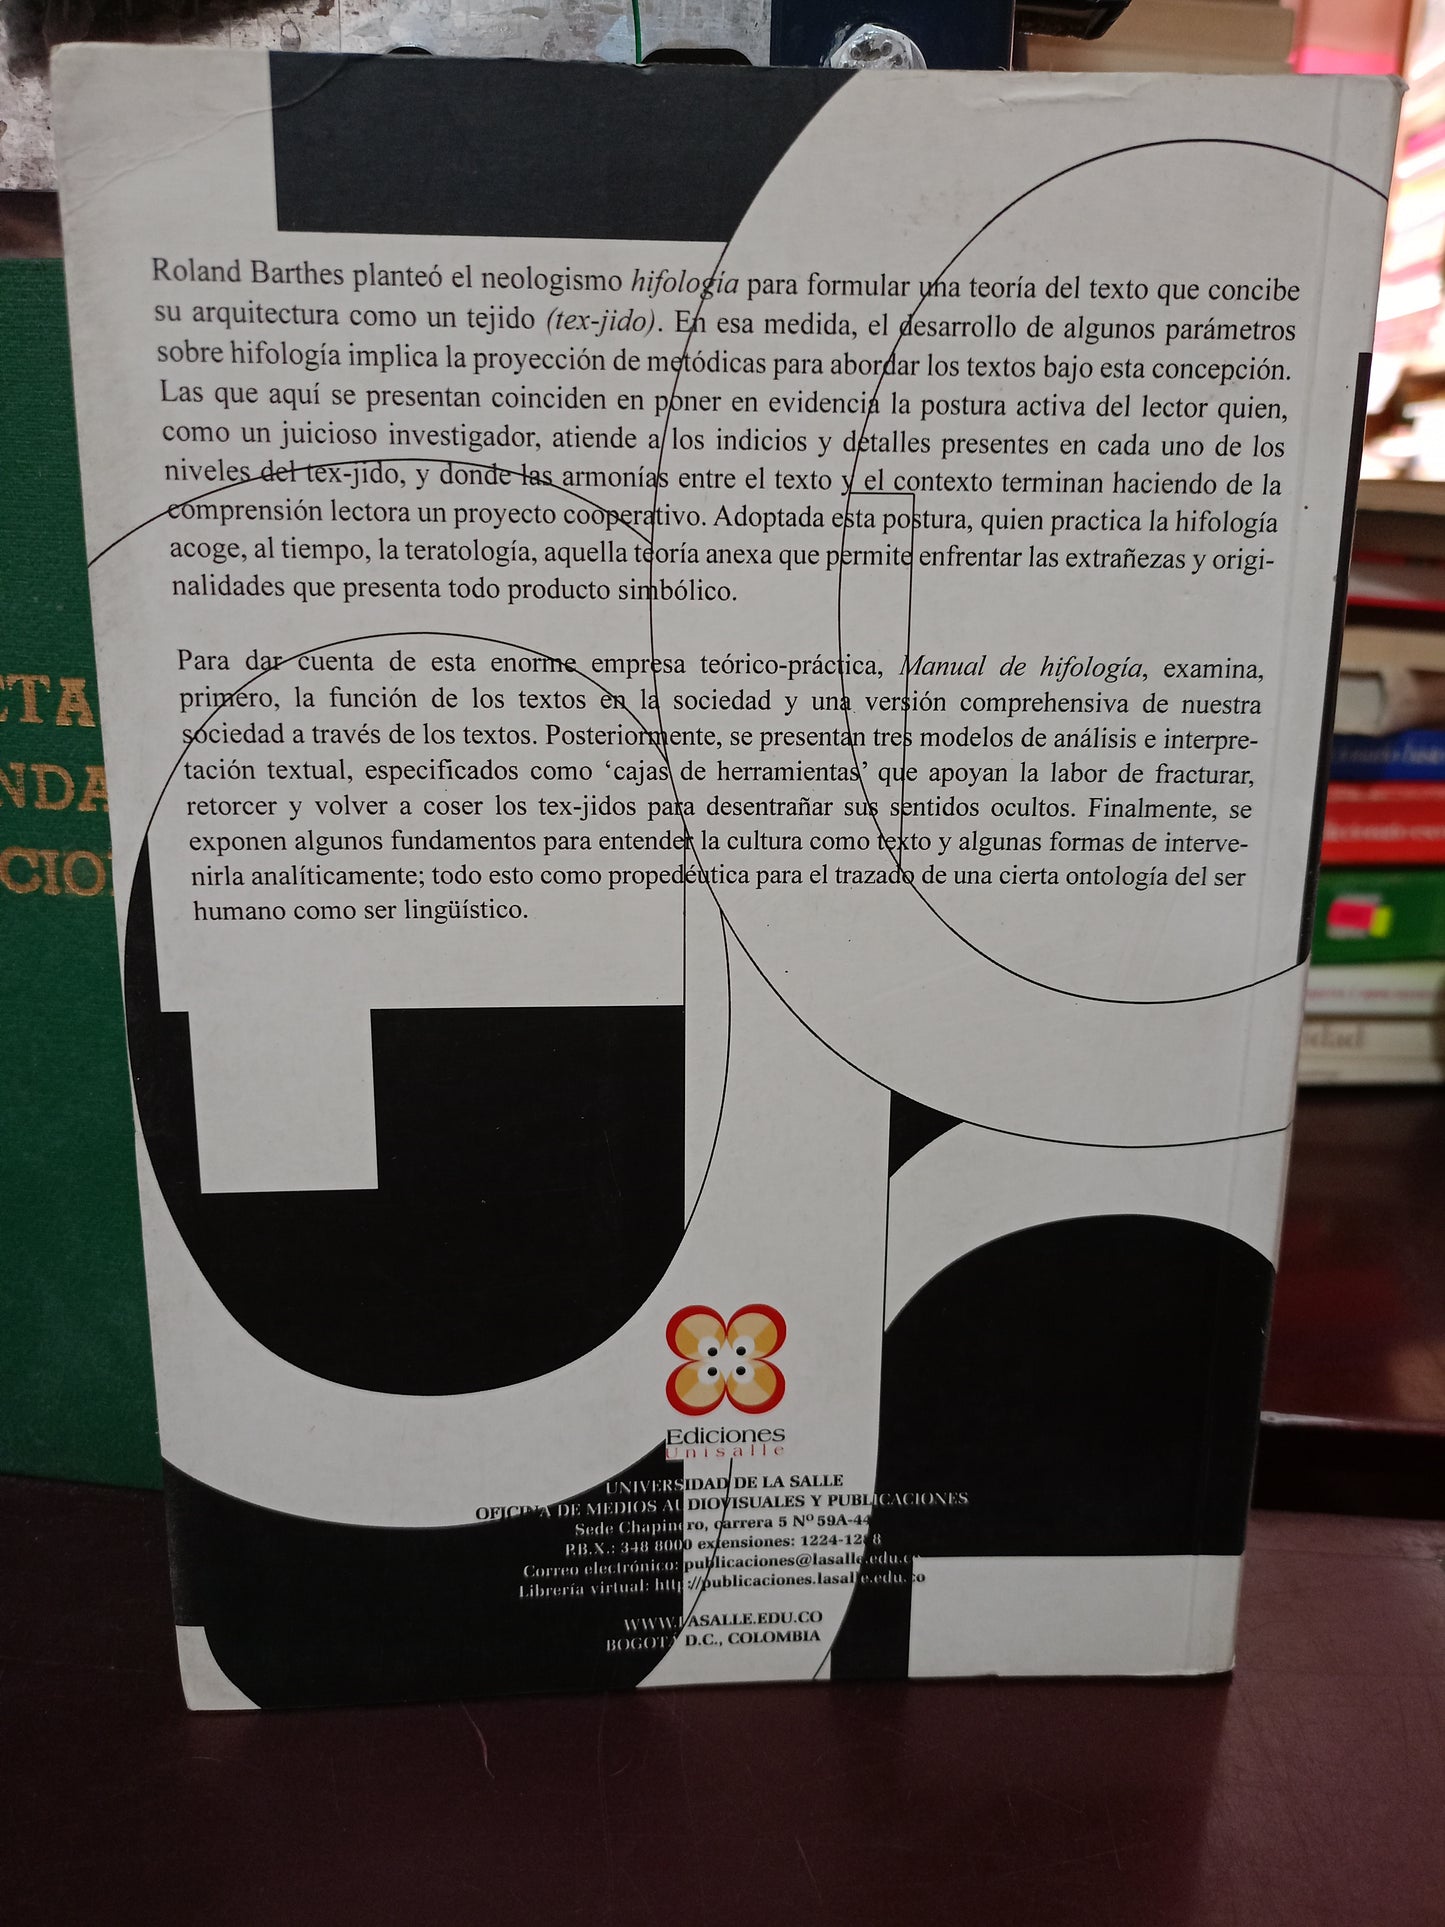 Roland Barthes planteó el neologismo hifología para formular una teoría del texto que concibe
su arquitectura como un tejido (tex-jido). En esa medida, el desarrollo de algunos parámetros
sobre hifología implica la proyección de metódicas para abordar los textos bajo esta concepción.
Las que aquí se presentan coinciden en poner en evidencia la postura activa del lector quien,
como un juicioso investigador, atiende a los indicios y detalles presentes en cada uno de los
niveles del tex-jido, y donde las armonías entre el texto y el contexto terminan haciendo de la
comprensión lectora un proyecto cooperativo. Adoptada esta postura, quien practica la hifología
acoge, al tiempo, la teratología, aquella teoría anexa que permite enfrentar las extrañezas y origi-
nalidades que presenta todo producto simbólico.
Para dar cuenta de esta enorme empresa teórico-práctica, Manual de hifología, examina,
primero, la función de los textos en la sociedad y una versión comprehensiva de nuestra
sociedad a través de los textos. Posteriormente, se presentan tres modelos de análisis e interpre-
tación textual, especificados como ‘cajas de herramientas’ que apoyan la labor de fracturar,
retorcer y volver a coser los tex-jidos para desentrañar sus sentidos ocultos. Finalmente, se
exponen algunos fundamentos para entender la cultura como texto y algunas formas de interve-
nirla analíticamente; todo esto como propedéutica para el trazado de una cierta ontología del ser
humano como ser lingüístico.
Ediciones
Unisalle
UNIVERSIDAD DE LA SALLE
OFICINA DE MEDIOS AUDIOVISUALES Y PUBLICACIONES
Sede Chapinero, carrera 5 Nº 59A-44
P.B.X.: 348 8000 extensiones: 1224-1228
Correo electrónico: publicaciones@lasalle.edu.co
Librería virtual: http://publicaciones.lasalle.edu.co
WWW.LASALLE.EDU.CO
BOGOTÁ D.C., COLOMBIA